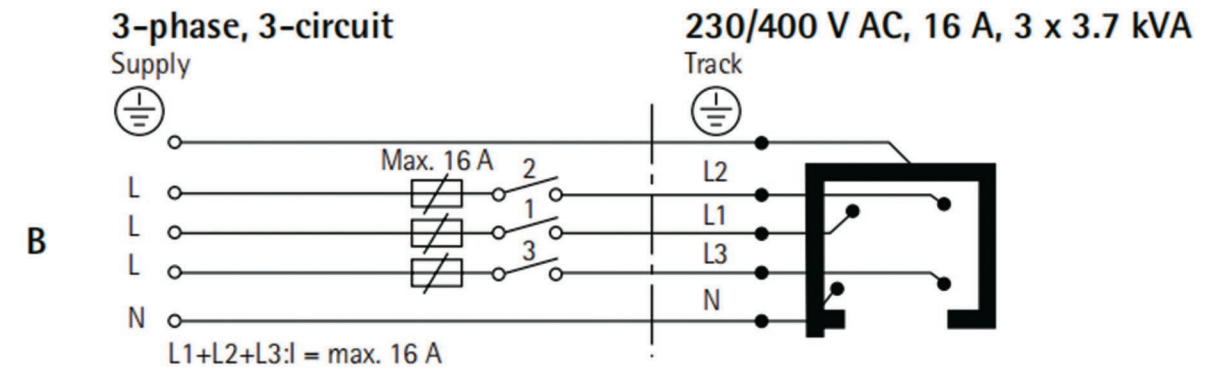 3-phase, 3-circuit
230/400 V AC, 16 A, 3 x 3.7 kVA
Supply
Track
Max. 16 A
2
L
L2
1
L
L1
B
3
L
L3
N
N
L1+L2+L3:I = max. 16 A